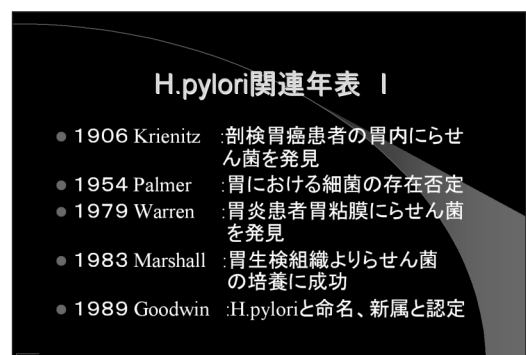 H.pylori関連年表 Ⅰ
1906 Krienitz :剖検胃癌患者の胃内にらせ
ん菌を発見
1954 Palmer :胃における細菌の存在否定
1979 Warren :胃炎患者胃粘膜にらせん菌
を発見
1983 Marshall :胃生検組織よりらせん菌
の培養に成功
1989 Goodwin :H.pyloriと命名、新属と認定